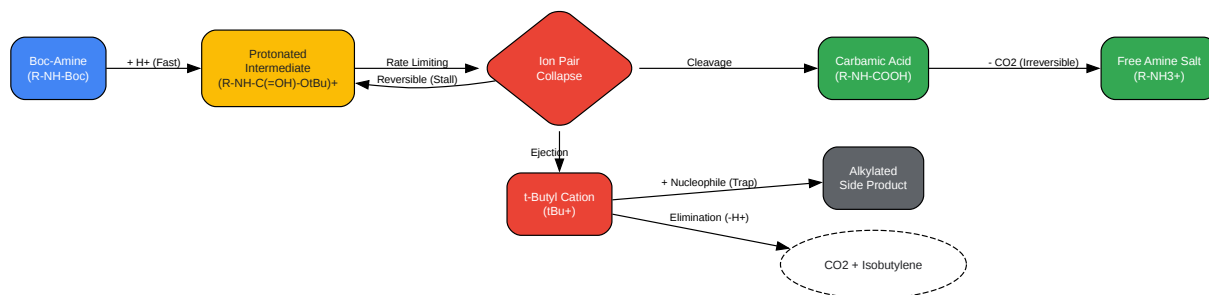 Boc-Amine
(R-NH-Boc)
+ H+ (Fast)
Protonated
Intermediate
(R-NH-C(=OH)-OtBu)+
Rate Limiting
Reversible (Stall)
Ion Pair
Collapse
Cleavage
Carbamic Acid
(R-NH-COOH)
- CO2 (Irreversible)
Free Amine Salt
(R-NH3+)
Ejection
t-Butyl Cation
(tBu+)
+ Nucleophile (Trap)
Alkylated
Side Product
Elimination (-H+)
CO2 + Isobutylene